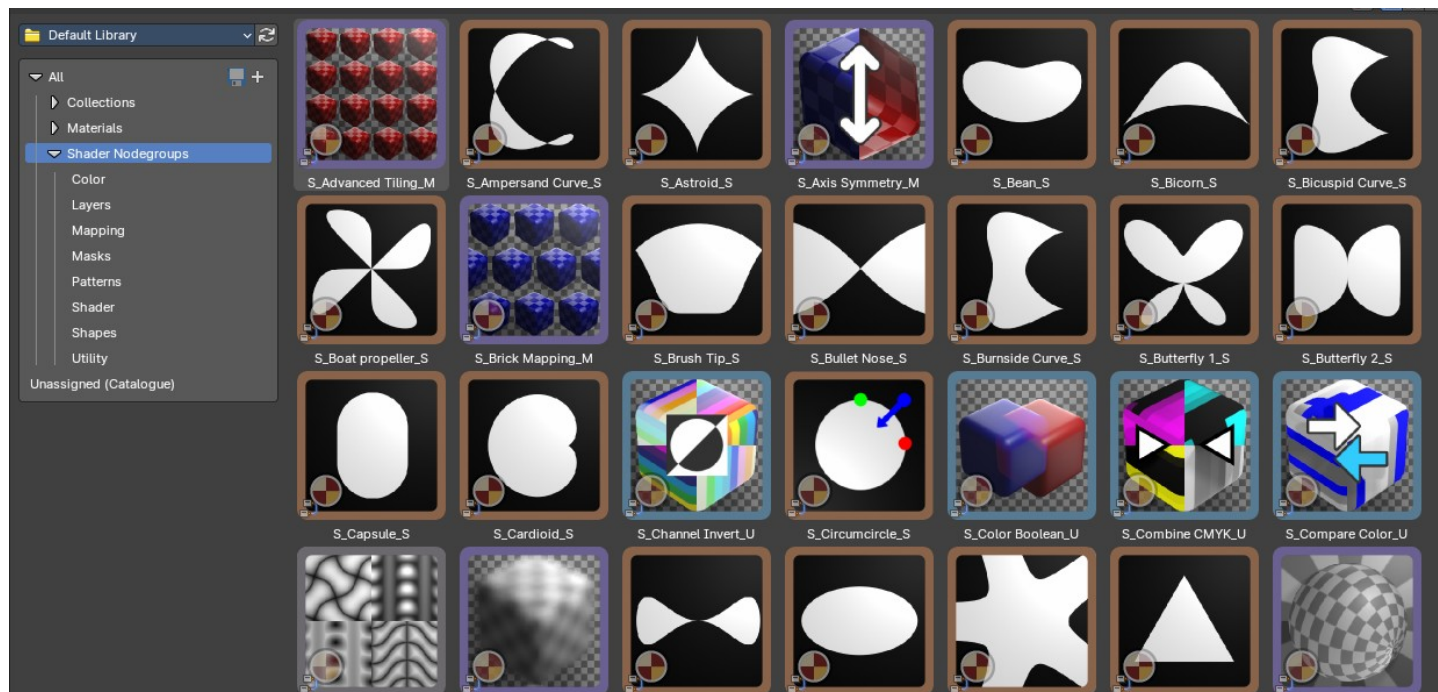 Default Library
All
Collections
Materials
Shader Nodegroups
Color
Layers
Mapping
Masks
Patterns
Shader
Shapes
Utility
Unassigned (Catalogue)
S_Advanced Tiling_M
S_Ampersand Curve_S
S_Astroid_S
S_Axis Symmetry_M
S_Bean_S
S_Bicorn_S
S_Bicuspid Curve_S
S_Boat propeller_S
S_Brick Mapping_M
S_Brush Tip_S
S_Bullet Nose_S
S_Burnside Curve_S
S_Butterfly 1_S
S_Butterfly 2_S
S_Capsule_S
S_Cardioid_S
S_Channel Invert_U
S_Circumcircle_S
S_Color Boolean_U
S_Combine CMYK_U
S_Compare Color_U